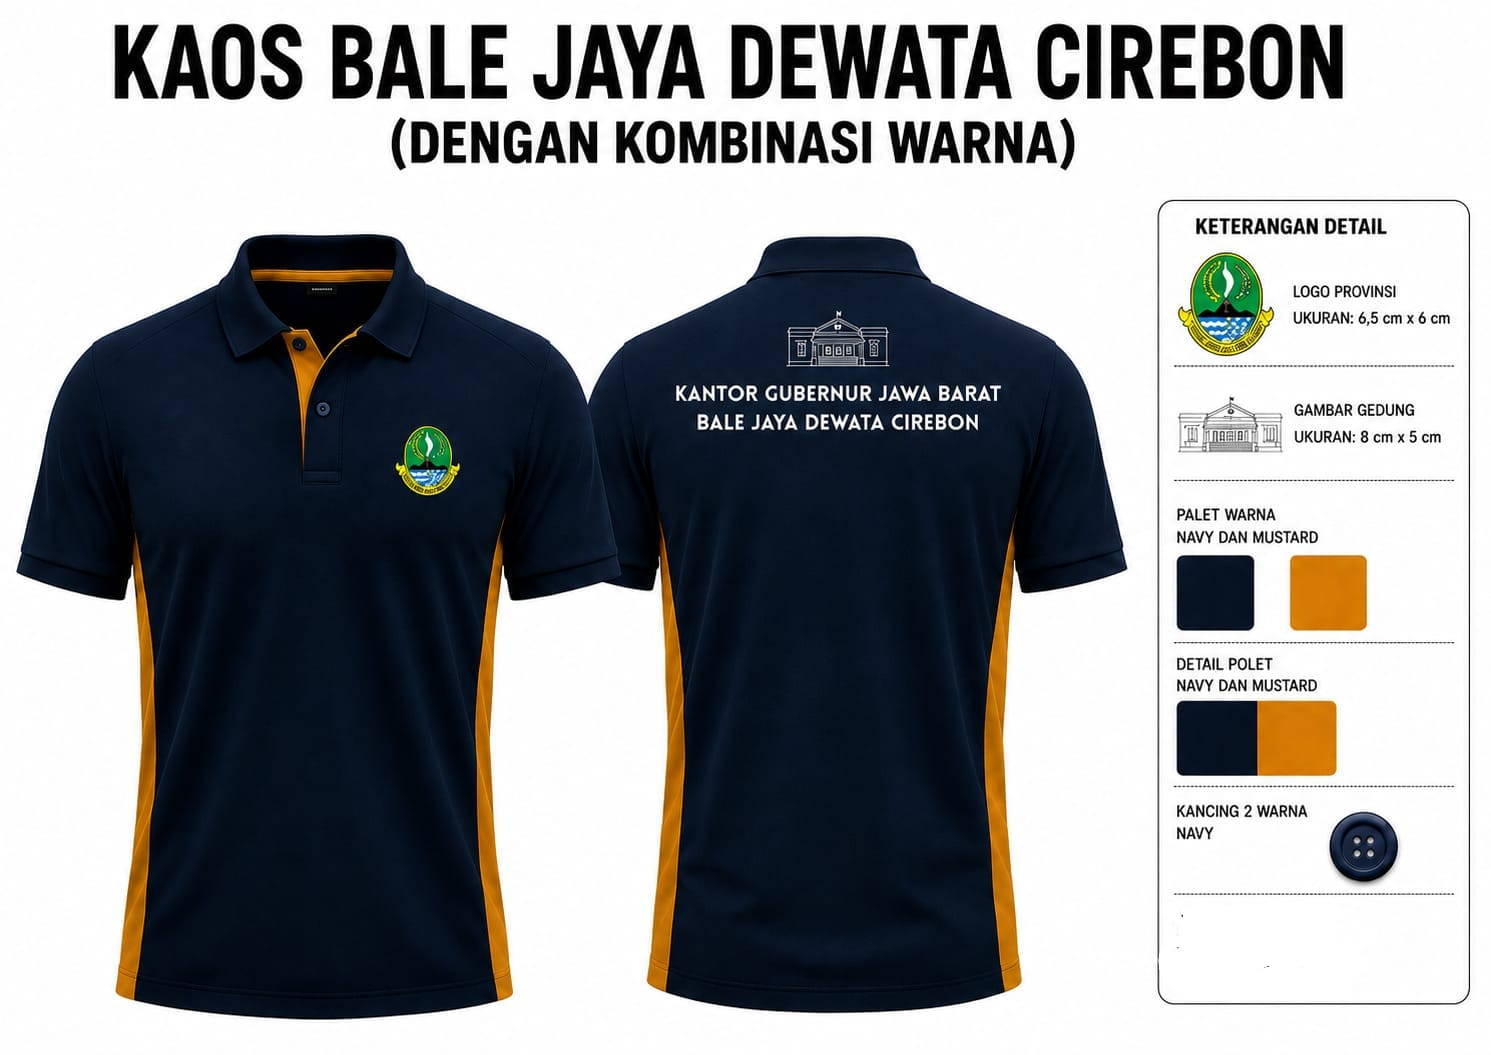 KAOS BALE JAYA DEWATA CIREBON
(DENGAN KOMBINASI WARNA)
KANTOR GUBERNUR JAWA BARAT
BALE JAYA DEWATA CIREBON
KETERANGAN DETAIL
LOGO PROVINSI
UKURAN: 6,5 cm x 6 cm
GAMBAR GEDUNG
UKURAN: 8 cm x 5 cm
PALET WARNA
NAVY DAN MUSTARD
DETAIL POLET
NAVY DAN MUSTARD
KANCING 2 WARNA
NAVY